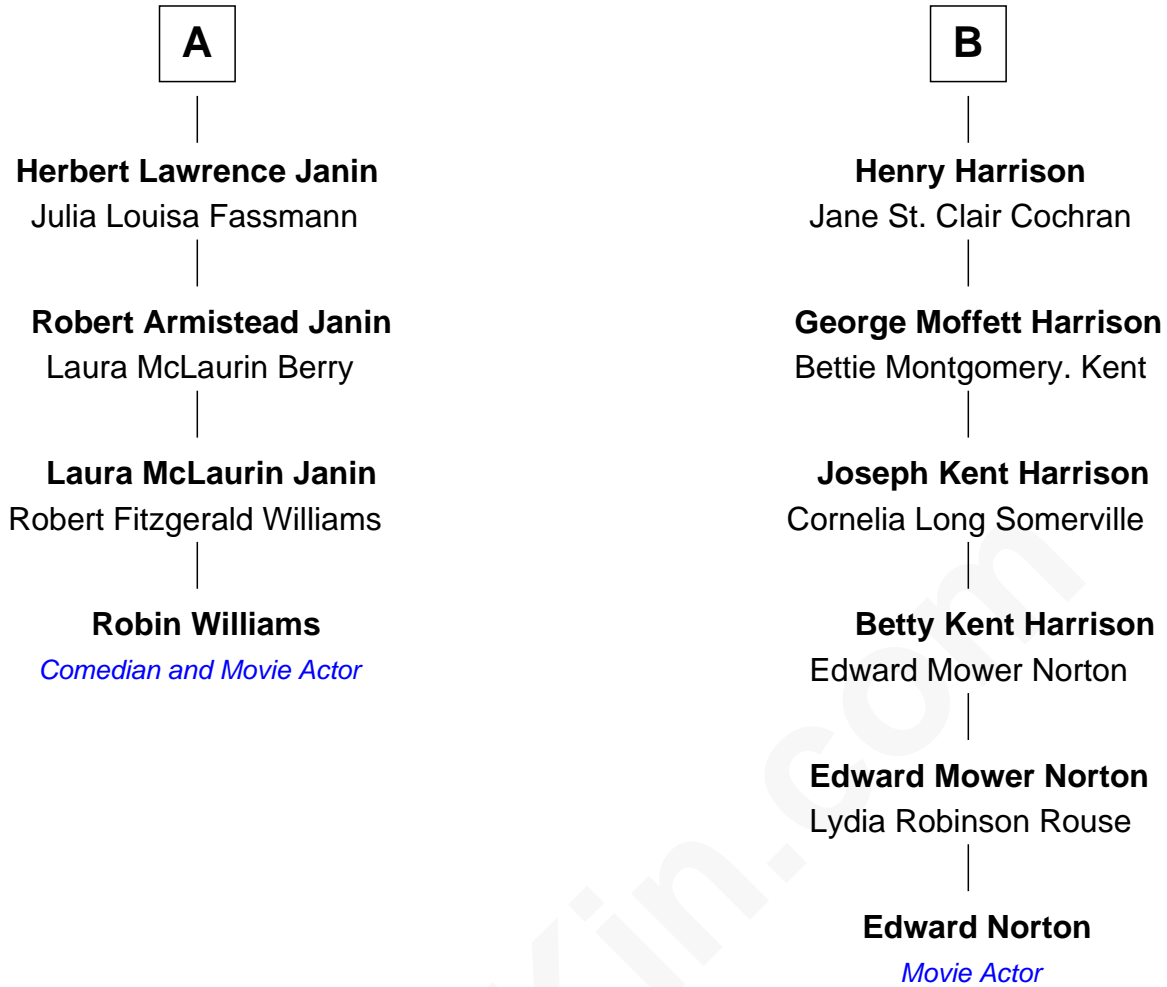 A
Herbert Lawrence Janin
Julia Louisa Fassmann
Robert Armistead Janin
Laura McLaurin Berry
Laura McLaurin Janin
Robert Fitzgerald Williams
Robin Williams
Comedian and Movie Actor
B
Henry Harrison
Jane St. Clair Cochran
George Moffett Harrison
Bettie Montgomery. Kent
Joseph Kent Harrison
Cornelia Long Somerville
Betty Kent Harrison
Edward Mower Norton
Edward Mower Norton
Lydia Robinson Rouse
Edward Norton
Movie Actor